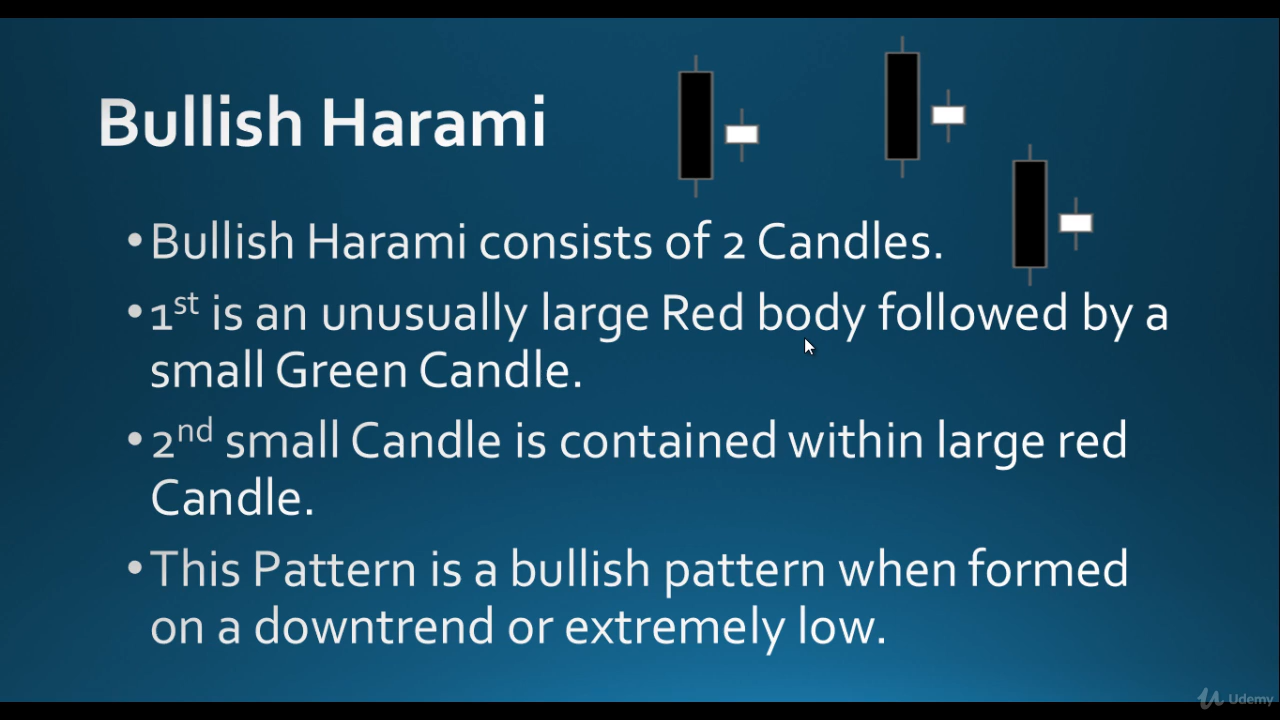 Bullish Harami
•Bullish Harami consists of 2 Candles.
•1st is an unusually large Red body followed by a
small Green Candle.
•2nd small Candle is contained within large red
Candle.
•This Pattern is a bullish pattern when formed
on a downtrend or extremely low.
Udemy